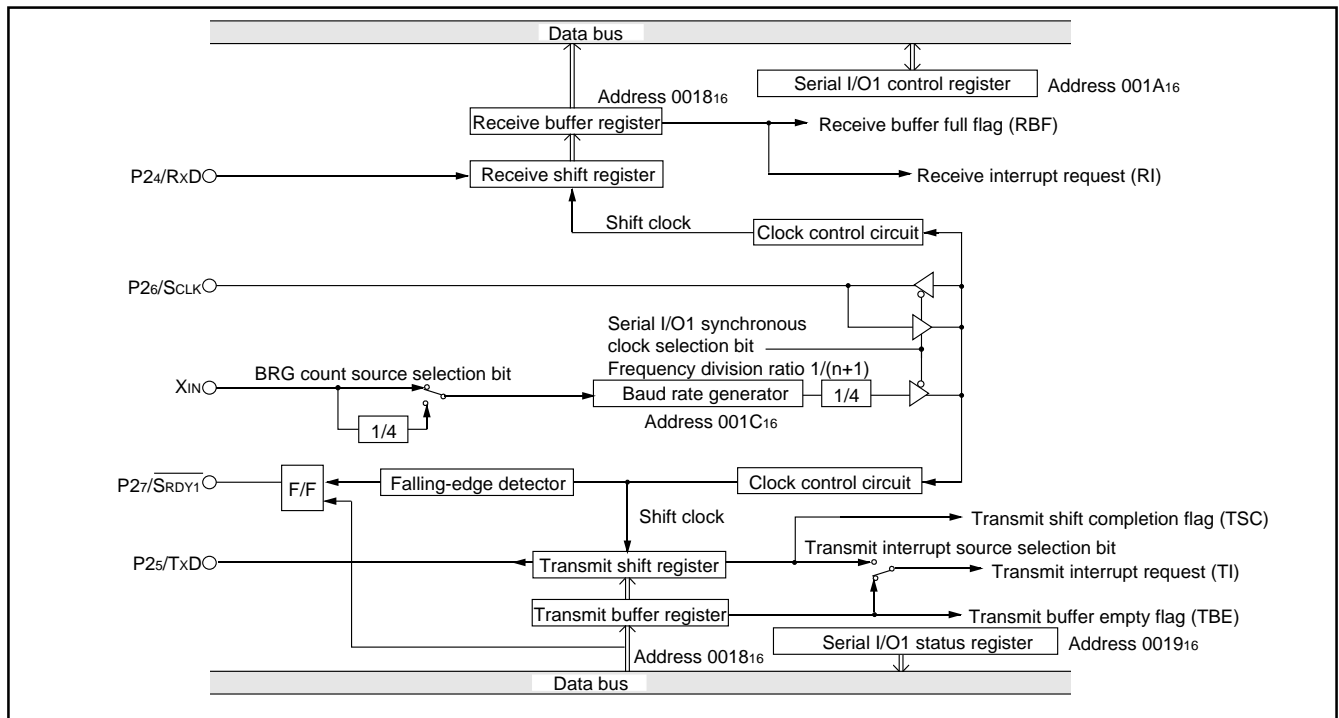 Data bus
Serial I/O1 control register
Address 001A16
Address 001816
Receive buffer register
Receive buffer full flag (RBF)
P24/RxD
Receive shift register
Receive interrupt request (RI)
Shift clock
Clock control circuit
P26/SCLK
Serial I/O1 synchronous
clock selection bit
Frequency division ratio 1/(n+1)
BRG count source selection bit
XIN
Baud rate generator
1/4
1/4
Address 001C16
P27/SRDY1
F/F
Falling-edge detector
Clock control circuit
Shift clock
Transmit shift completion flag (TSC)
Transmit interrupt source selection bit
P25/TxD
Transmit shift register
Transmit interrupt request (TI)
Transmit buffer register
Transmit buffer empty flag (TBE)
Serial I/O1 status register
Address 001916
Address 001816
Data bus